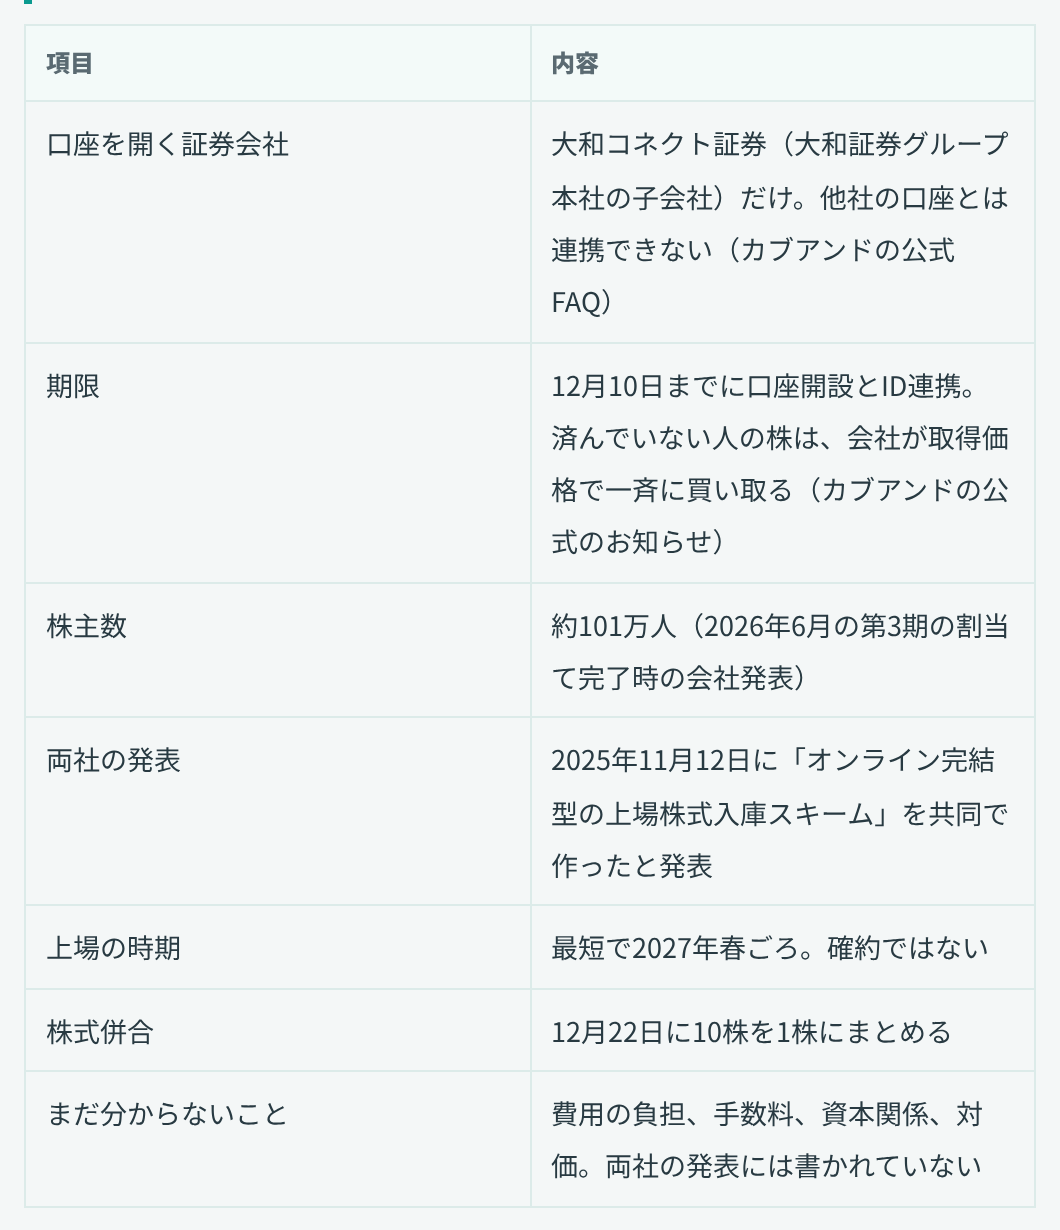 項目
内容
口座を開く証券会社
大和コネクト証券（大和証券グループ
本社の子会社）だけ。他社の口座とは
連携できない（カブアンドの公式
FAQ）
期限
12月10日までに口座開設とID連携。
済んでいない人の株は、会社が取得価
格で一斉に買い取る（カブアンドの公
式のお知らせ）
株主数
約101万人（2026年6月の第3期の割当
て完了時の会社発表）
両社の発表
2025年11月12日に「オンライン完結
型の上場株式入庫スキーム」を共同で
作ったと発表
上場の時期
最短で2027年春ごろ。確約ではない
株式併合
12月22日に10株を1株にまとめる
まだ分からないこと
費用の負担、手数料、資本関係、対
価。両社の発表には書かれていない